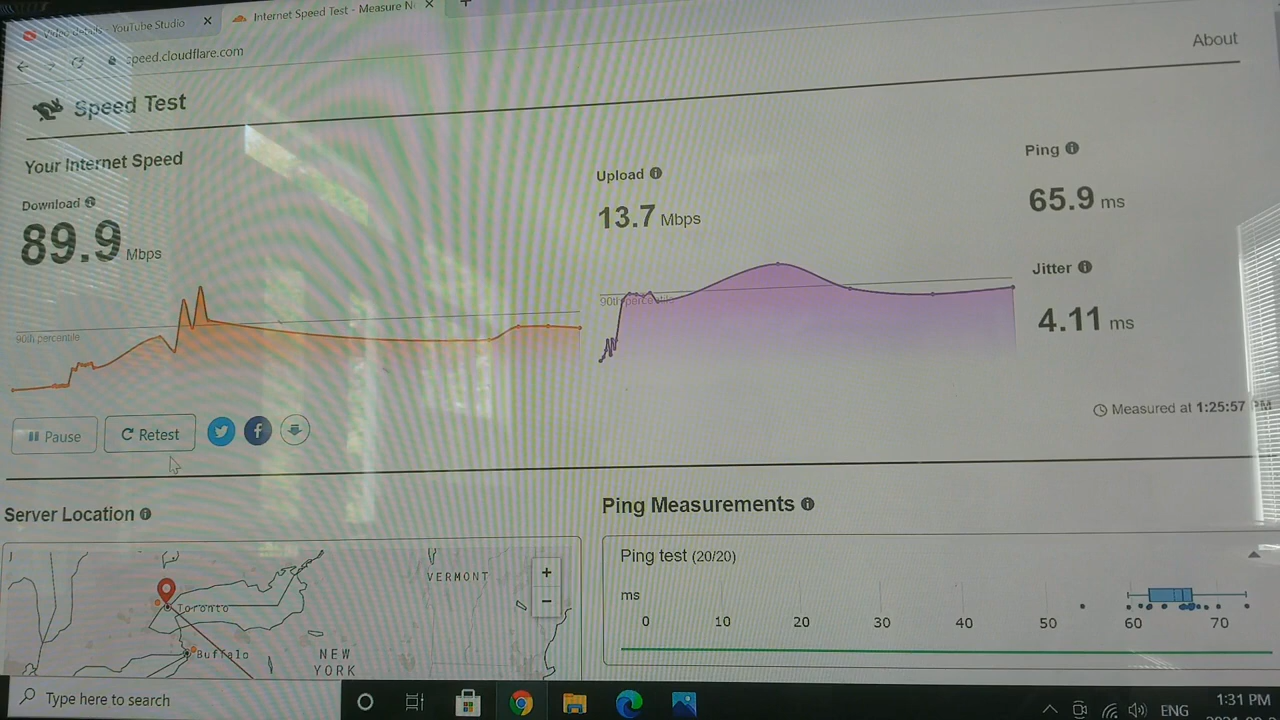 Video details - YouTube Studio
Internet Speed Test - Measure N
speed.cloudflare.com
About
Speed Test
Your Internet Speed
Download
89.9 Mbps
90th percentile
Upload
13.7 Mbps
90th percentile
Ping
65.9 ms
Jitter
4.11 ms
Measured at 1:25:57 PM
Pause
Retest
Server Location
Toronto
Buffalo
VERMONT
NEW
YORK
+
−
Ping Measurements
Ping test (20/20)
ms
0 10 20 30 40 50 60 70
Type here to search
ENG
1:31 PM